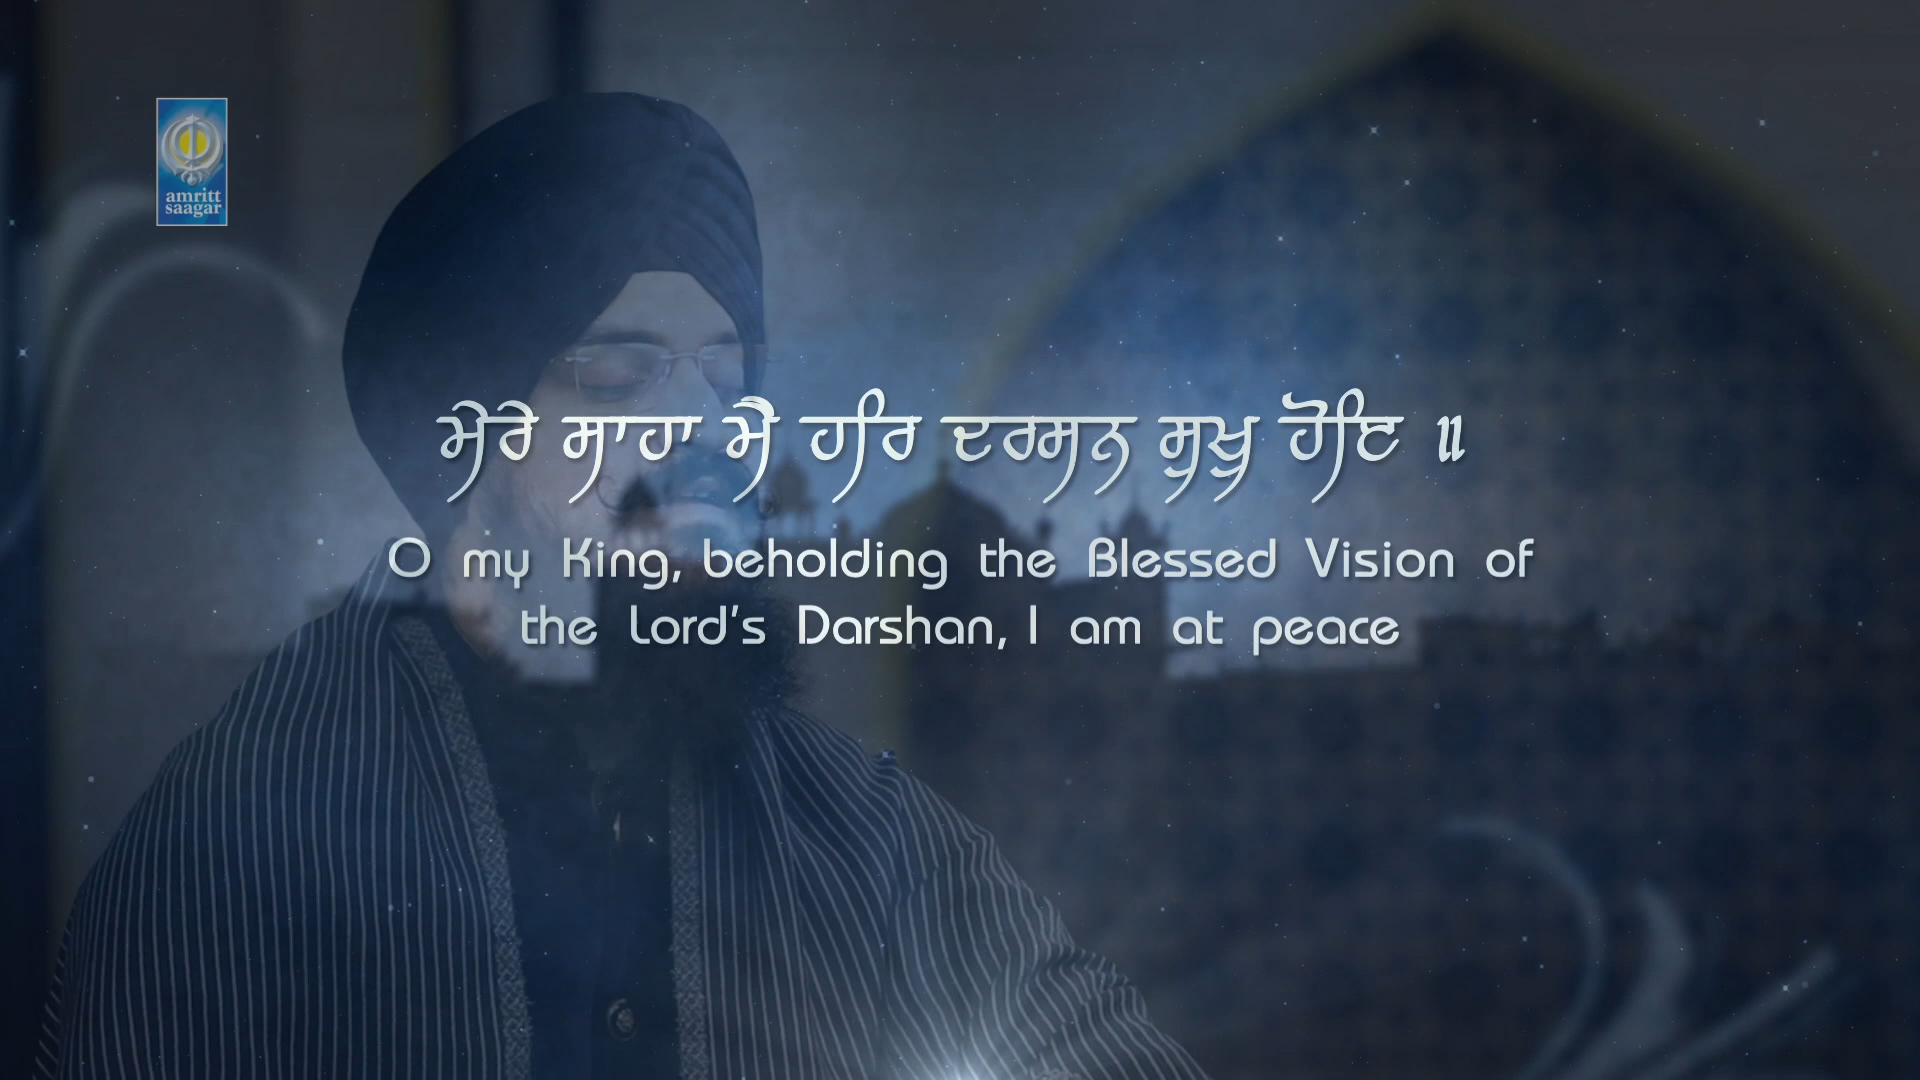 amritt
saagar
ਮੇਰੇ ਸਾਹਾ ਮੈ ਹਰਿ ਦਰਸਨ ਸੁਖੁ ਹੋਇ ॥
O my King, beholding the Blessed Vision of
the Lord's Darshan, I am at peace